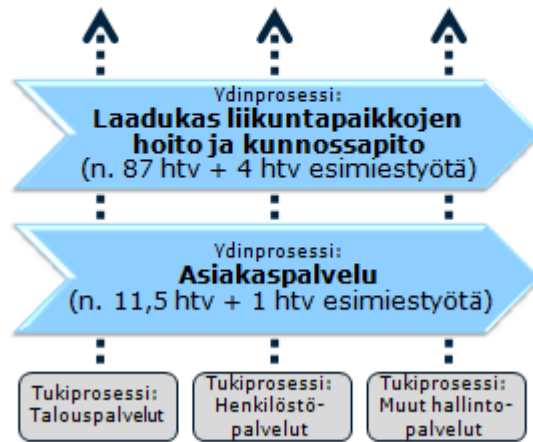 Ydinprosessi:
Laadukas liikuntapaikkojen
hoito ja kunnossapito
(n. 87 htv + 4 htv esimiestyötä)
Ydinprosessi:
Asiakaspalvelu
(n. 11,5 htv + 1 htv esimiestyötä)
Tukiprosessi:
Talouspalvelut
Tukiprosessi:
Henkilöstö-
palvelut
Tukiprosessi:
Muut hallinto-
palvelut